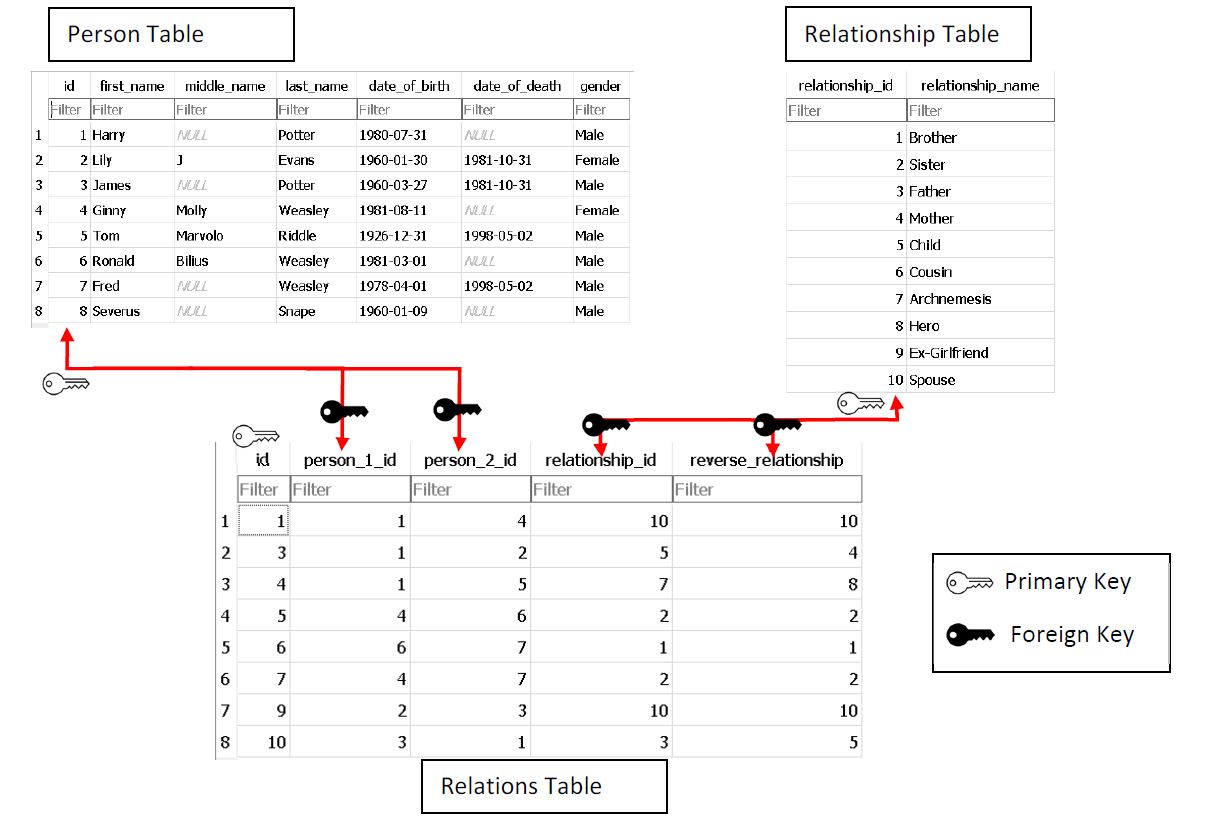 Person Table
id first_name middle_name last_name date_of_birth date_of_death gender
Filter Filter Filter Filter Filter Filter Filter
1 1 Harry NULL Potter 1980-07-31 NULL Male
2 2 Lily J Evans 1960-01-30 1981-10-31 Female
3 3 James NULL Potter 1960-03-27 1981-10-31 Male
4 4 Ginny Molly Weasley 1981-08-11 NULL Female
5 5 Tom Marvolo Riddle 1926-12-31 1998-05-02 Male
6 6 Ronald Bilius Weasley 1981-03-01 NULL Male
7 7 Fred NULL Weasley 1978-04-01 1998-05-02 Male
8 8 Severus NULL Snape 1960-01-09 NULL Male
Relationship Table
relationship_id relationship_name
Filter Filter
1 Brother
2 Sister
3 Father
4 Mother
5 Child
6 Cousin
7 Archnemesis
8 Hero
9 Ex-Girlfriend
10 Spouse
id person_1_id person_2_id relationship_id reverse_relationship
Filter Filter Filter Filter Filter
1 1 1 4 10 10
2 3 1 2 5 4
3 4 1 5 7 8
4 5 4 6 2 2
5 6 6 7 1 1
6 7 4 7 2 2
7 9 2 3 10 10
8 10 3 1 3 5
Relations Table
Primary Key
Foreign Key